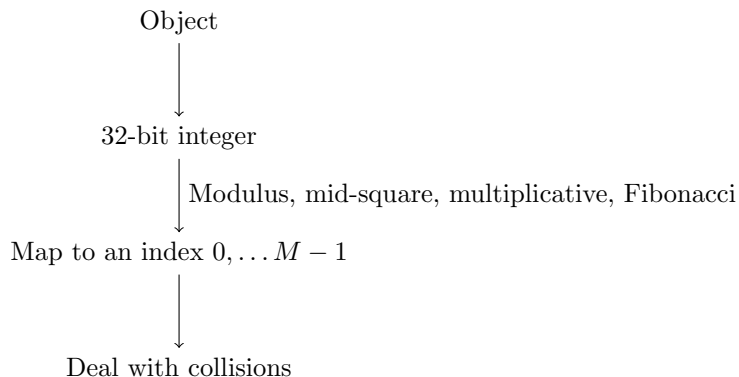 Object
32-bit integer
Modulus, mid-square, multiplicative, Fibonacci
Map to an index 0, . . . M − 1
Deal with collisions